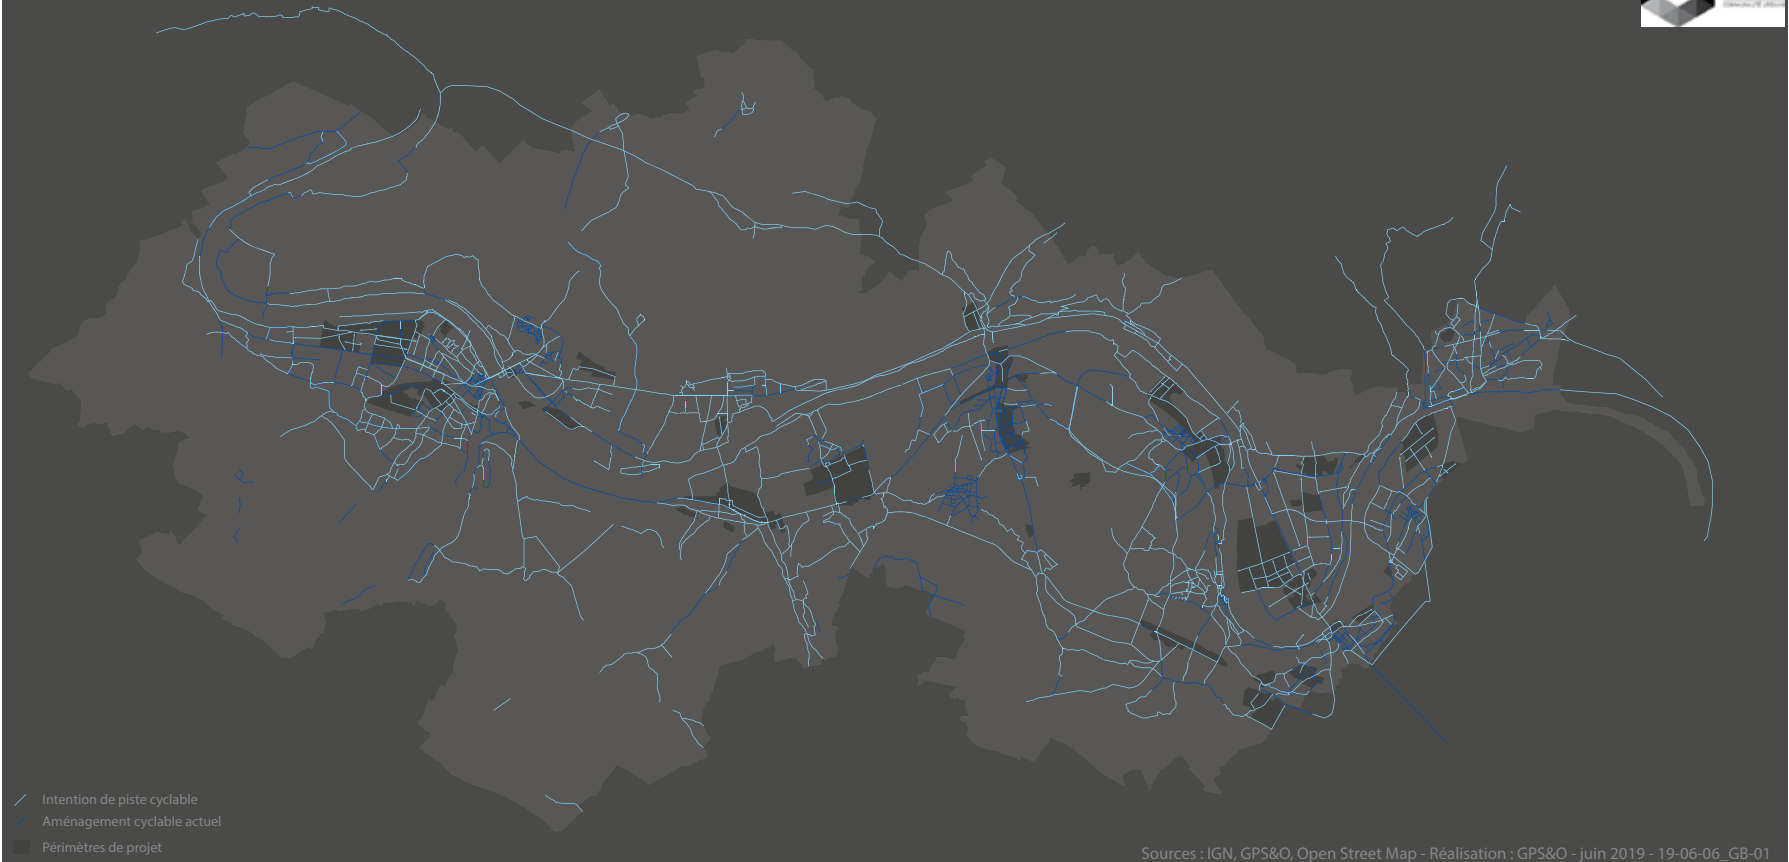 Intention de piste cyclable
Aménagement cyclable actuel
Périmètres de projet
Sources : IGN, GPS&O, Open Street Map - Réalisation : GPS&O - juin 2019 - 19-06-06_GB-01